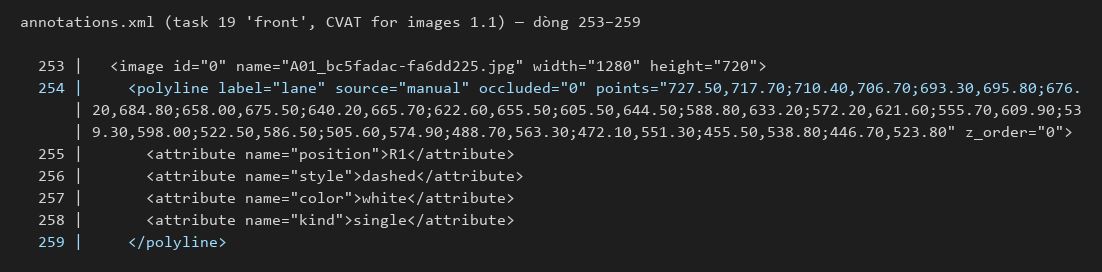 annotations.xml (task 19 'front', CVAT for images 1.1) — dòng 253–259
253 |   <image id="0" name="A01_bc5fadac-fa6dd225.jpg" width="1280" height="720">
254 |     <polyline label="lane" source="manual" occluded="0" points="727.50,717.70;710.40,706.70;693.30,695.80;676.
| 20,684.80;658.00,675.50;640.20,665.70;622.60,655.50;605.50,644.50;588.80,633.20;572.20,621.60;555.70,609.90;53
| 9.30,598.00;522.50,586.50;505.60,574.90;488.70,563.30;472.10,551.30;455.50,538.80;446.70,523.80" z_order="0">
255 |       <attribute name="position">R1</attribute>
256 |       <attribute name="style">dashed</attribute>
257 |       <attribute name="color">white</attribute>
258 |       <attribute name="kind">single</attribute>
259 |     </polyline>